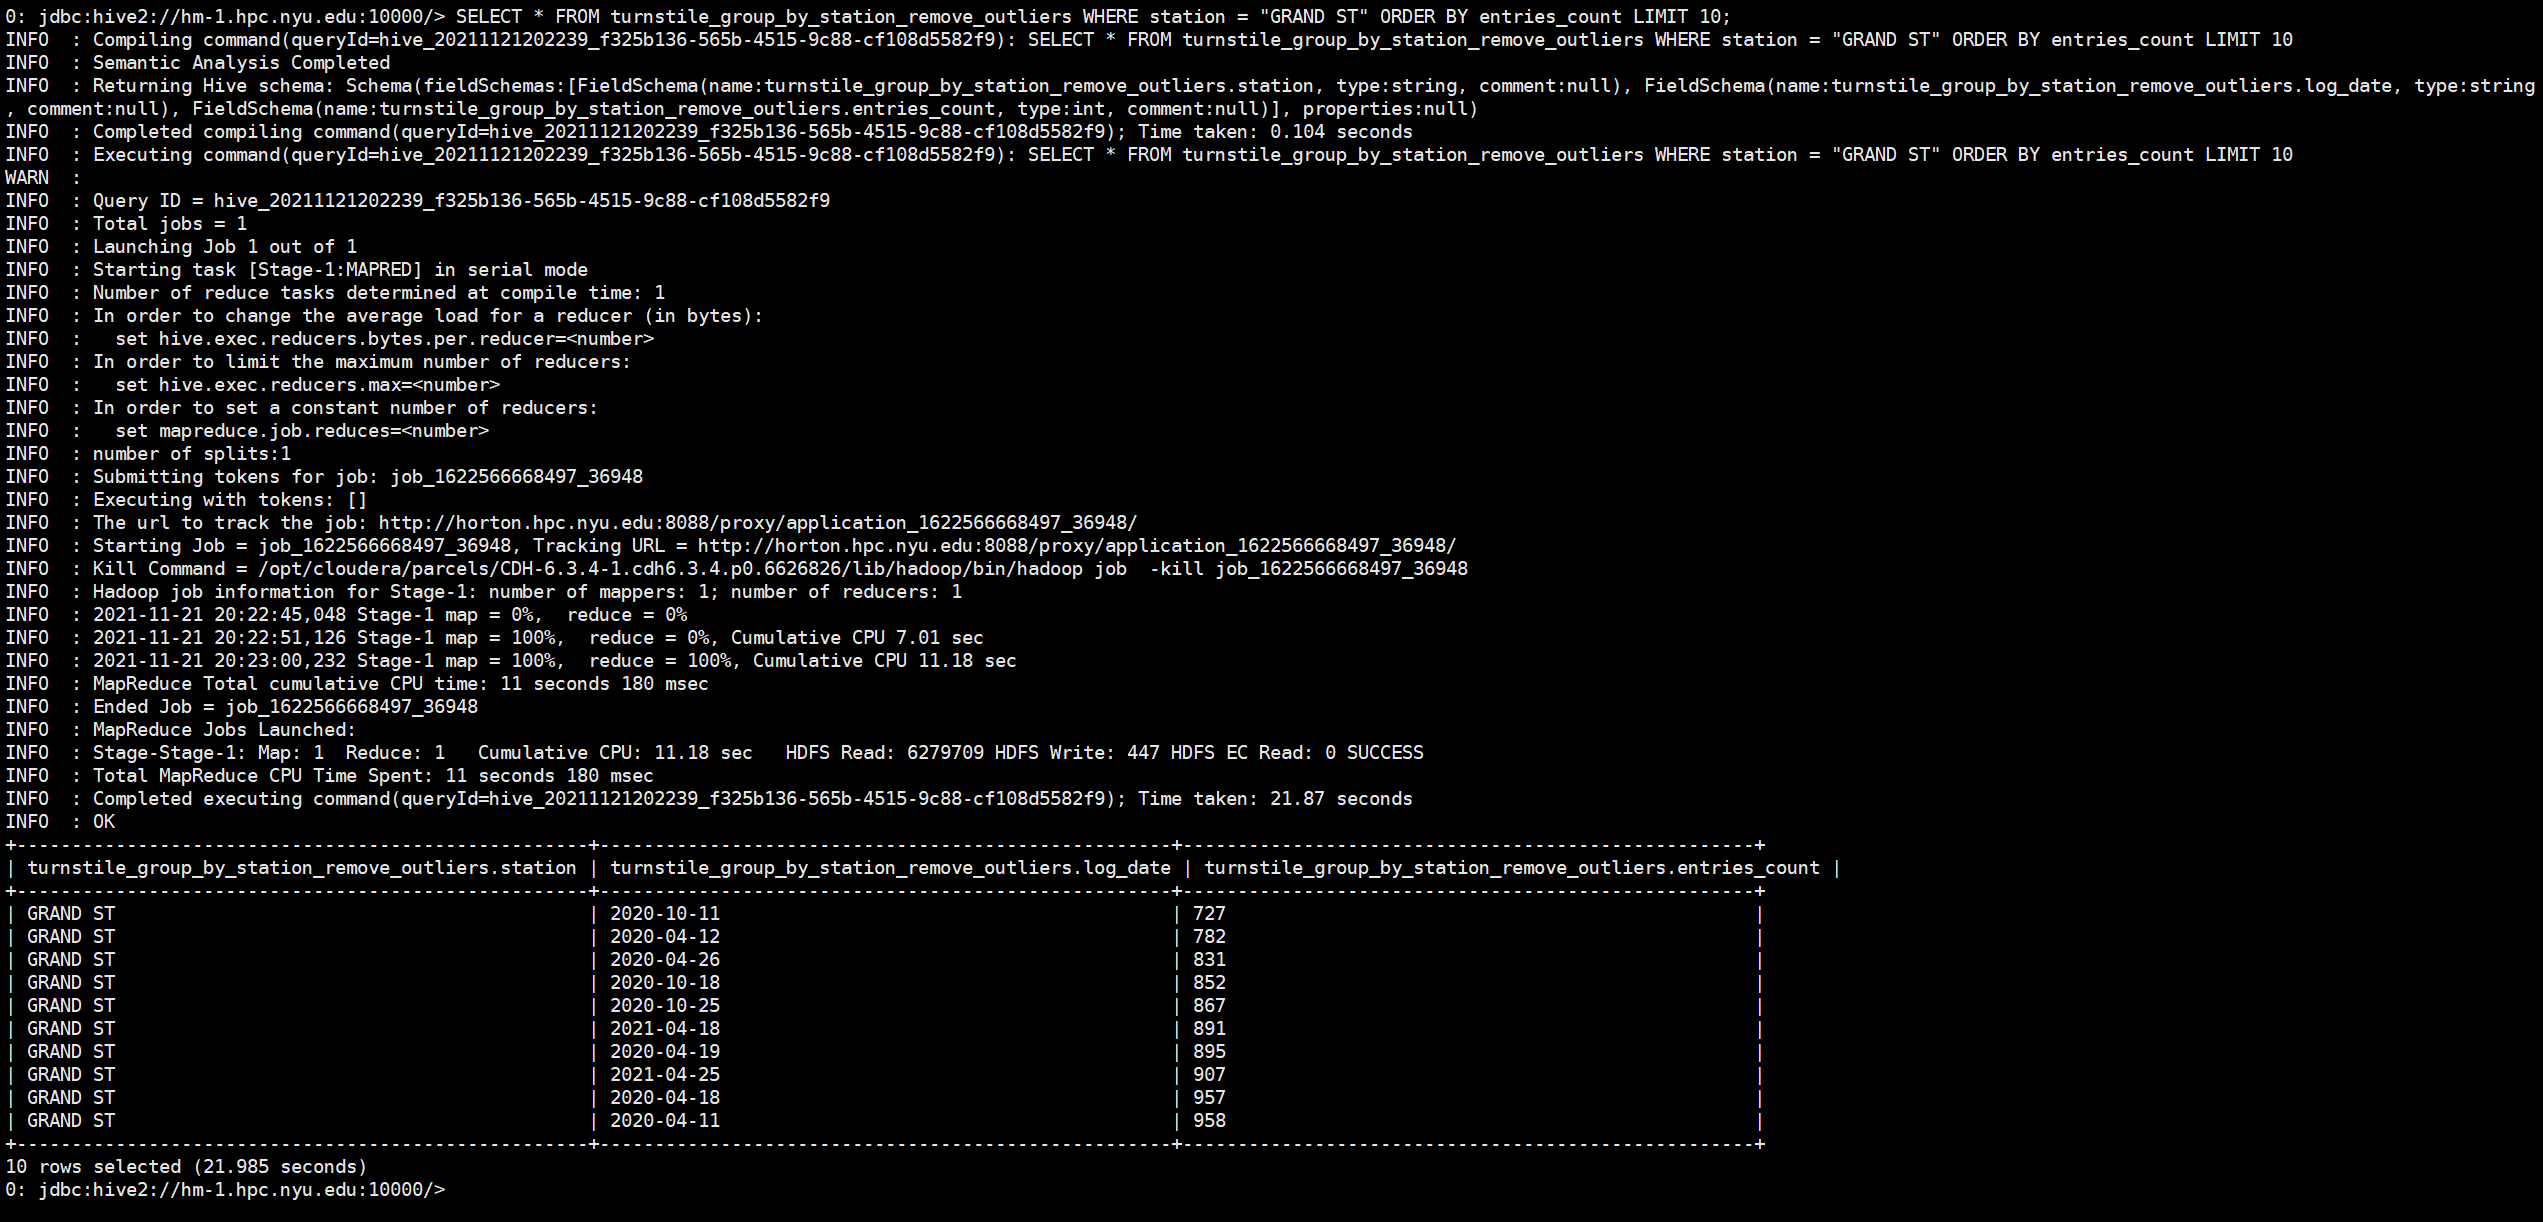 0: jdbc:hive2://hm-1.hpc.nyu.edu:10000/> SELECT * FROM turnstile_group_by_station_remove_outliers WHERE station = "GRAND ST" ORDER BY entries_count LIMIT 10;
INFO  : Compiling command(queryId=hive_20211121202239_f325b136-565b-4515-9c88-cf108d5582f9): SELECT * FROM turnstile_group_by_station_remove_outliers WHERE station = "GRAND ST" ORDER BY entries_count LIMIT 10
INFO  : Semantic Analysis Completed
INFO  : Returning Hive schema: Schema(fieldSchemas:[FieldSchema(name:turnstile_group_by_station_remove_outliers.station, type:string, comment:null), FieldSchema(name:turnstile_group_by_station_remove_outliers.log_date, type:string
, comment:null), FieldSchema(name:turnstile_group_by_station_remove_outliers.entries_count, type:int, comment:null)], properties:null)
INFO  : Completed compiling command(queryId=hive_20211121202239_f325b136-565b-4515-9c88-cf108d5582f9); Time taken: 0.104 seconds
INFO  : Executing command(queryId=hive_20211121202239_f325b136-565b-4515-9c88-cf108d5582f9): SELECT * FROM turnstile_group_by_station_remove_outliers WHERE station = "GRAND ST" ORDER BY entries_count LIMIT 10
WARN  :
INFO  : Query ID = hive_20211121202239_f325b136-565b-4515-9c88-cf108d5582f9
INFO  : Total jobs = 1
INFO  : Launching Job 1 out of 1
INFO  : Starting task [Stage-1:MAPRED] in serial mode
INFO  : Number of reduce tasks determined at compile time: 1
INFO  : In order to change the average load for a reducer (in bytes):
INFO  :   set hive.exec.reducers.bytes.per.reducer=<number>
INFO  : In order to limit the maximum number of reducers:
INFO  :   set hive.exec.reducers.max=<number>
INFO  : In order to set a constant number of reducers:
INFO  :   set mapreduce.job.reduces=<number>
INFO  : number of splits:1
INFO  : Submitting tokens for job: job_1622566668497_36948
INFO  : Executing with tokens: []
INFO  : The url to track the job: http://horton.hpc.nyu.edu:8088/proxy/application_1622566668497_36948/
INFO  : Starting Job = job_1622566668497_36948, Tracking URL = http://horton.hpc.nyu.edu:8088/proxy/application_1622566668497_36948/
INFO  : Kill Command = /opt/cloudera/parcels/CDH-6.3.4-1.cdh6.3.4.p0.6626826/lib/hadoop/bin/hadoop job  -kill job_1622566668497_36948
INFO  : Hadoop job information for Stage-1: number of mappers: 1; number of reducers: 1
INFO  : 2021-11-21 20:22:45,048 Stage-1 map = 0%,  reduce = 0%
INFO  : 2021-11-21 20:22:51,126 Stage-1 map = 100%,  reduce = 0%, Cumulative CPU 7.01 sec
INFO  : 2021-11-21 20:23:00,232 Stage-1 map = 100%,  reduce = 100%, Cumulative CPU 11.18 sec
INFO  : MapReduce Total cumulative CPU time: 11 seconds 180 msec
INFO  : Ended Job = job_1622566668497_36948
INFO  : MapReduce Jobs Launched:
INFO  : Stage-Stage-1: Map: 1  Reduce: 1   Cumulative CPU: 11.18 sec   HDFS Read: 6279709 HDFS Write: 447 HDFS EC Read: 0 SUCCESS
INFO  : Total MapReduce CPU Time Spent: 11 seconds 180 msec
INFO  : Completed executing command(queryId=hive_20211121202239_f325b136-565b-4515-9c88-cf108d5582f9); Time taken: 21.87 seconds
INFO  : OK
+----------------------------------------------------+----------------------------------------------------+----------------------------------------------------+
| turnstile_group_by_station_remove_outliers.station | turnstile_group_by_station_remove_outliers.log_date | turnstile_group_by_station_remove_outliers.entries_count |
+----------------------------------------------------+----------------------------------------------------+----------------------------------------------------+
| GRAND ST | 2020-10-11 | 727 |
| GRAND ST | 2020-04-12 | 782 |
| GRAND ST | 2020-04-26 | 831 |
| GRAND ST | 2020-10-18 | 852 |
| GRAND ST | 2020-10-25 | 867 |
| GRAND ST | 2021-04-18 | 891 |
| GRAND ST | 2020-04-19 | 895 |
| GRAND ST | 2021-04-25 | 907 |
| GRAND ST | 2020-04-18 | 957 |
| GRAND ST | 2020-04-11 | 958 |
+----------------------------------------------------+----------------------------------------------------+----------------------------------------------------+
10 rows selected (21.985 seconds)
0: jdbc:hive2://hm-1.hpc.nyu.edu:10000/>